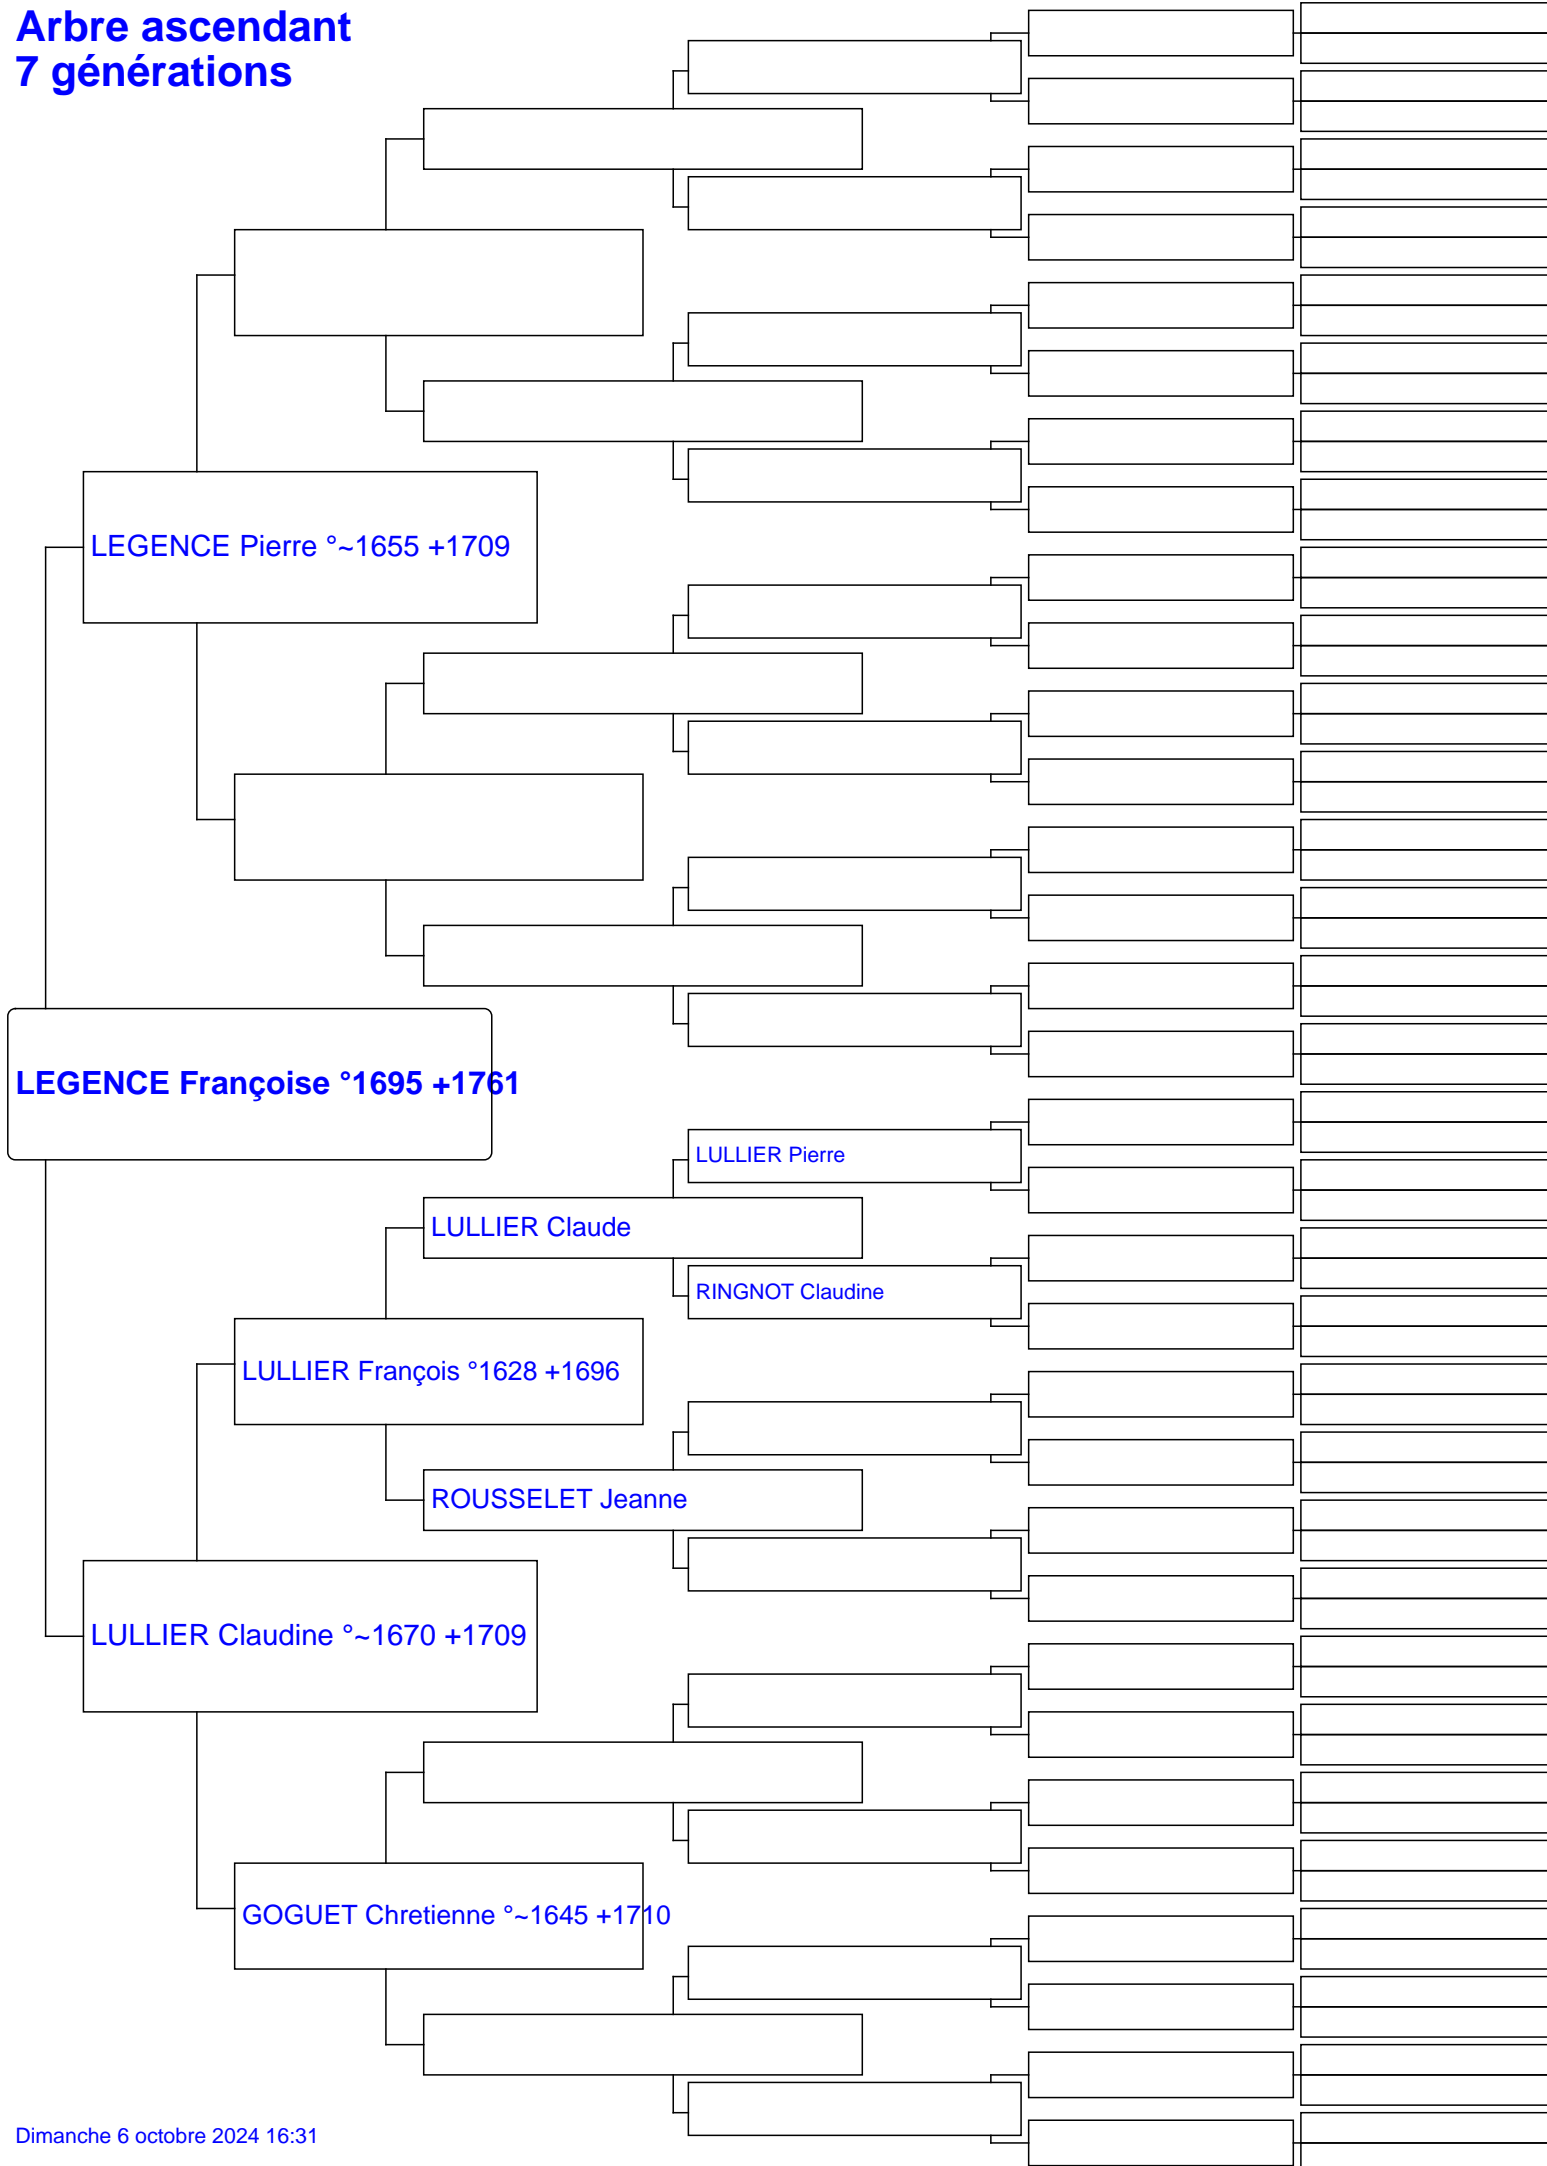 Arbre ascendant
7 générations
LEGENCE Pierre °~1655 +1709
LEGENCE Françoise °1695 +1761
LULLIER Pierre
LULLIER Claude
RINGNOT Claudine
LULLIER François °1628 +1696
ROUSSELET Jeanne
LULLIER Claudine °~1670 +1709
GOGUET Chretienne °~1645 +1710
Dimanche 6 octobre 2024 16:31